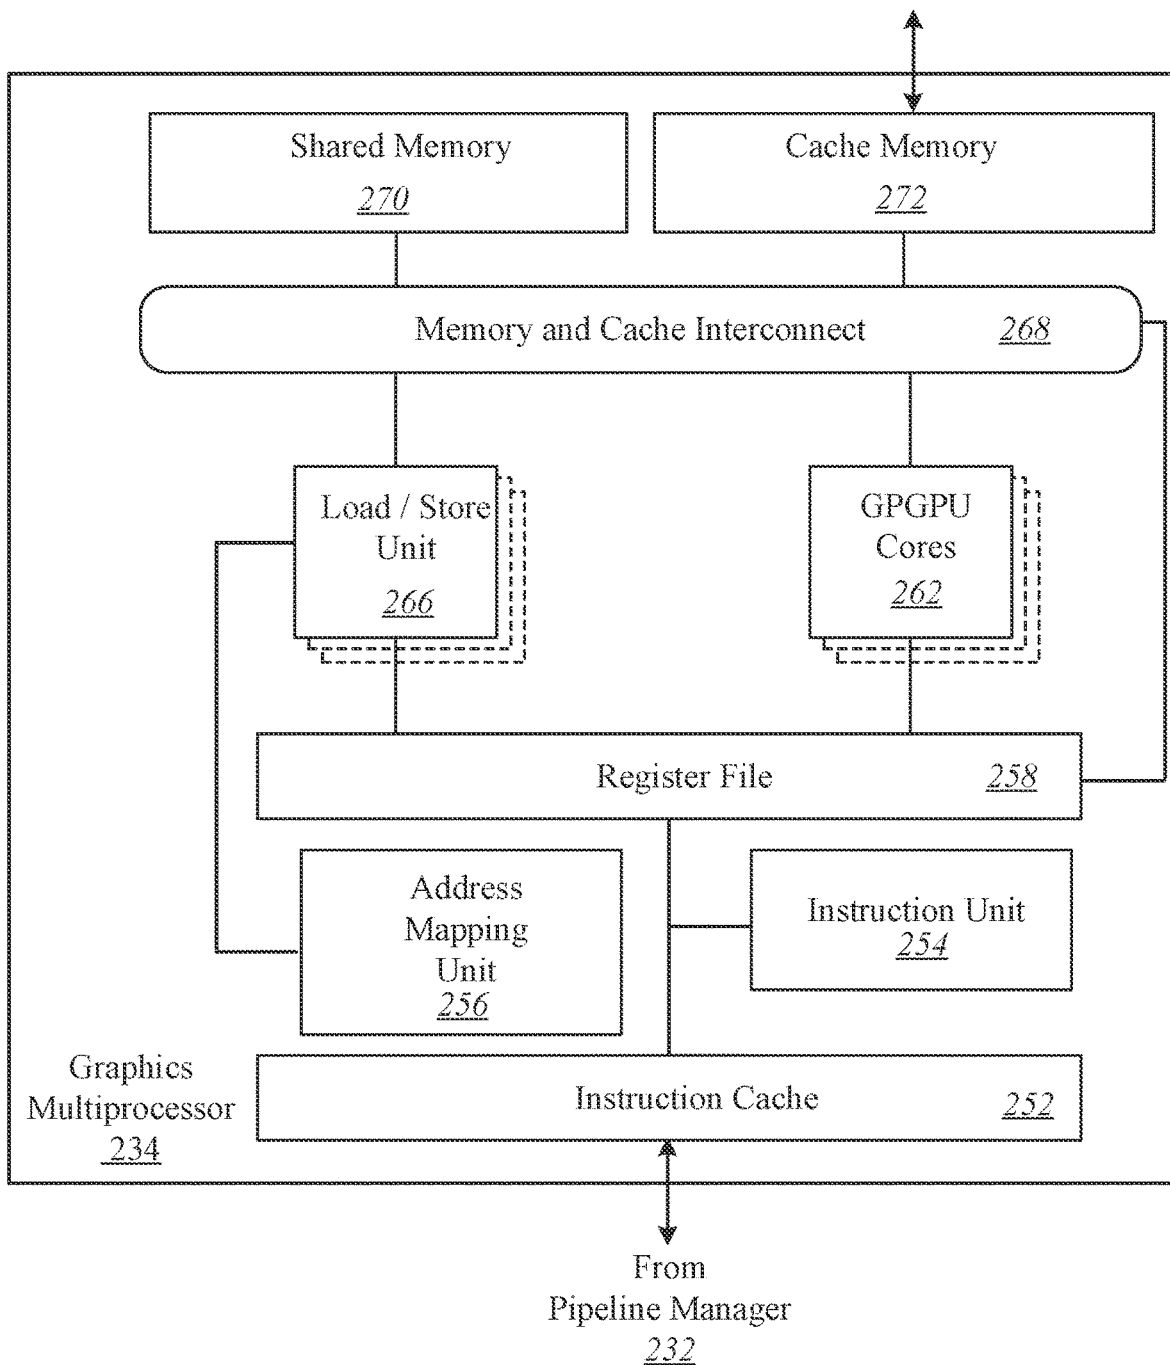 Shared Memory
270
Cache Memory
272
Memory and Cache Interconnect 268
Load / Store
Unit
266
GPGPU
Cores
262
Register File 258
Address
Mapping
Unit
256
Instruction Unit
254
Graphics
Multiprocessor
234
Instruction Cache 252
From
Pipeline Manager
232